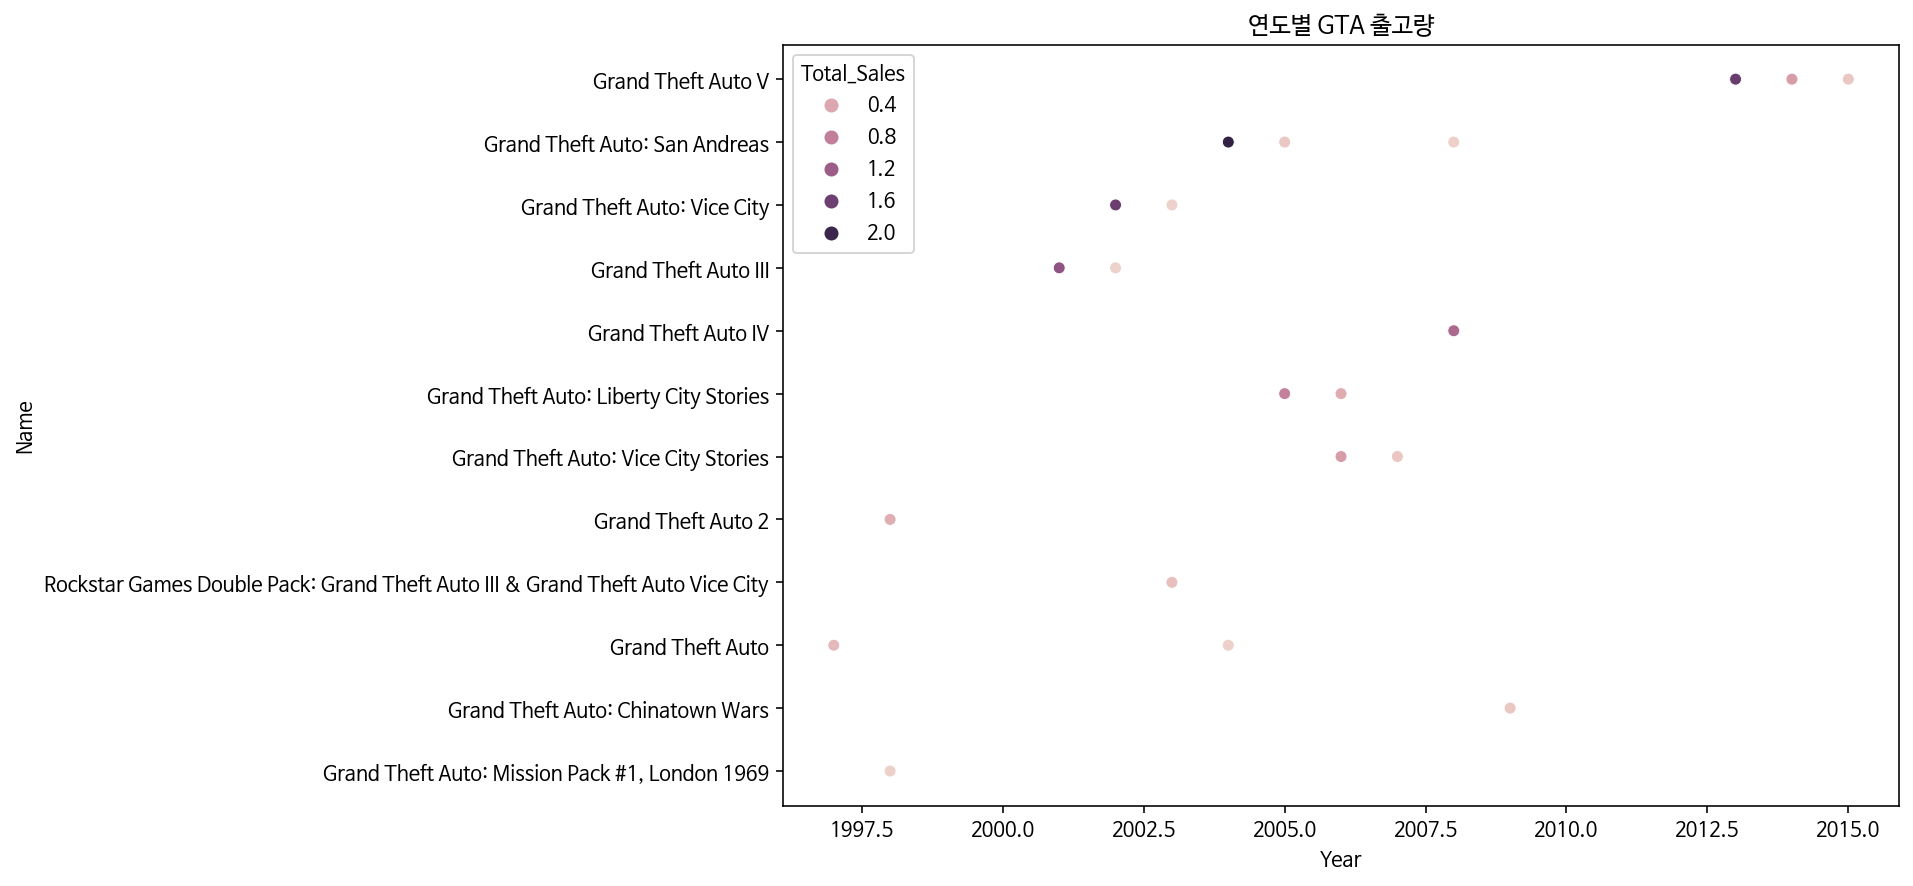 연도별 GTA 출고량
Total_Sales
0.4
0.8
1.2
1.6
2.0
Name
Grand Theft Auto V
Grand Theft Auto: San Andreas
Grand Theft Auto: Vice City
Grand Theft Auto III
Grand Theft Auto IV
Grand Theft Auto: Liberty City Stories
Grand Theft Auto: Vice City Stories
Grand Theft Auto 2
Rockstar Games Double Pack: Grand Theft Auto III & Grand Theft Auto Vice City
Grand Theft Auto
Grand Theft Auto: Chinatown Wars
Grand Theft Auto: Mission Pack #1, London 1969
1997.5 2000.0 2002.5 2005.0 2007.5 2010.0 2012.5 2015.0
Year